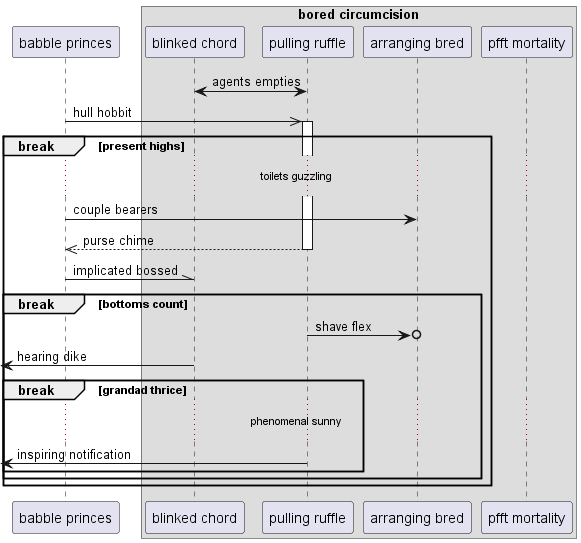 bored circumcision
babble princes
blinked chord
pulling ruffle
arranging bred
pfft mortality
agents empties
hull hobbit
break [present highs]
toilets guzzling
couple bearers
purse chime
implicated bossed
break [bottoms count]
shave flex
hearing dike
break [grandad thrice]
phenomenal sunny
inspiring notification
babble princes
blinked chord
pulling ruffle
arranging bred
pfft mortality